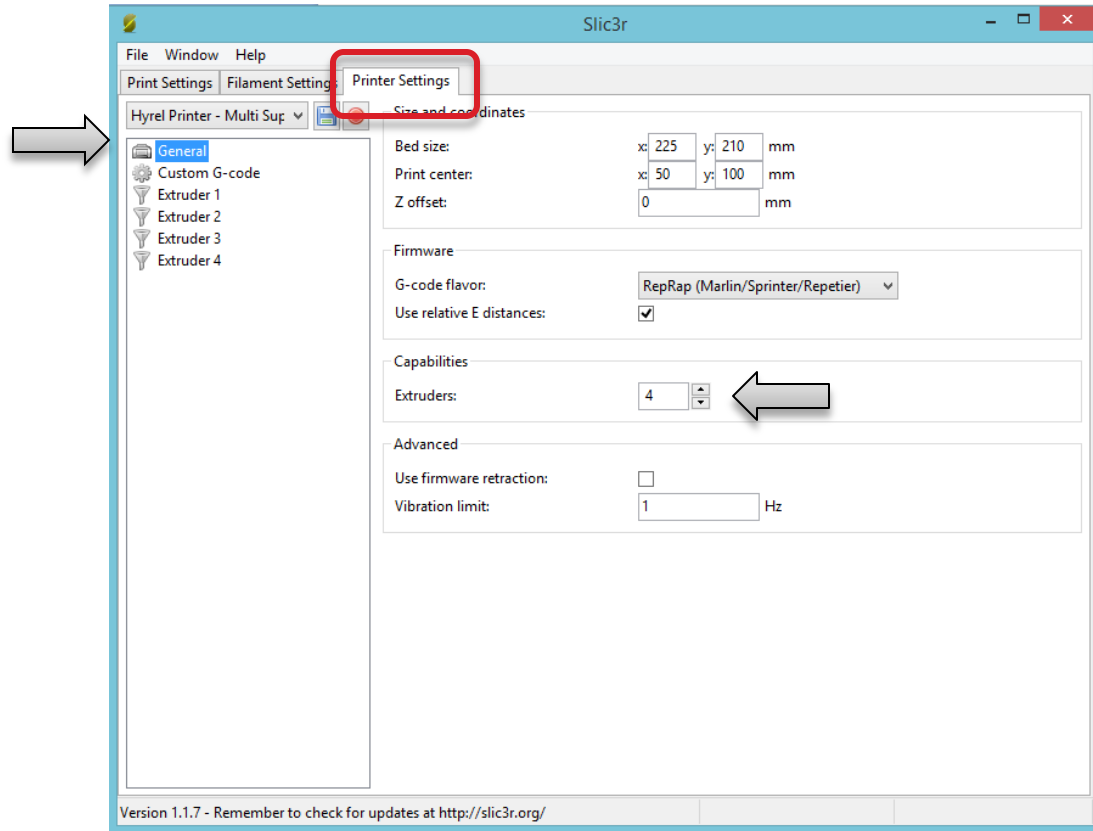 Slic3r
File Window Help
Print Settings Filament Settings Printer Settings
Hyrel Printer - Multi Sup
General
Custom G-code
Extruder 1
Extruder 2
Extruder 3
Extruder 4
Size and coordinates
Bed size: x: 225 y: 210 mm
Print center: x: 50 y: 100 mm
Z offset: 0 mm
Firmware
G-code flavor: RepRap (Marlin/Sprinter/Repetier)
Use relative E distances:
Capabilities
Extruders: 4
Advanced
Use firmware retraction:
Vibration limit: 1 Hz
Version 1.1.7 - Remember to check for updates at http://slic3r.org/